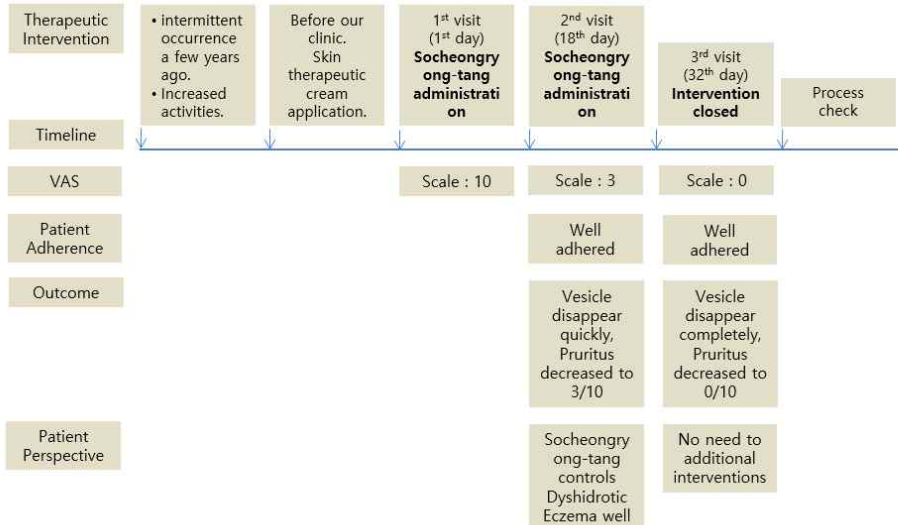 Therapeutic
Intervention
• intermittent
occurrence
a few years
ago.
• Increased
activities.
Before our
clinic.
Skin
therapeutic
cream
application.
1st visit
(1st day)
Socheongry
ong-tang
administrati
on
2nd visit
(18th day)
Socheongry
ong-tang
administrati
on
3rd visit
(32th day)
Intervention
closed
Process
check
Timeline
VAS
Scale : 10
Scale : 3
Scale : 0
Patient
Adherence
Well
adhered
Well
adhered
Outcome
Vesicle
disappear
quickly,
Pruritus
decreased to
3/10
Vesicle
disappear
completely,
Pruritus
decreased to
0/10
Patient
Perspective
Socheongry
ong-tang
controls
Dyshidrotic
Eczema well
No need to
additional
interventions